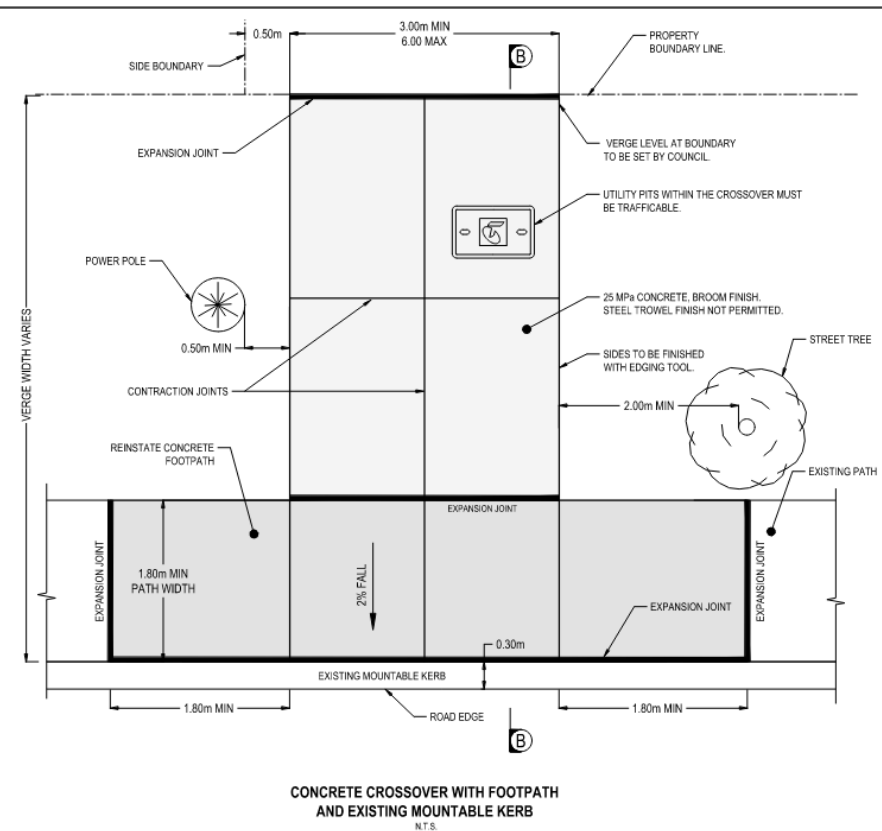 3.00m MIN
6.00 MAX
0.50m
B
PROPERTY
BOUNDARY LINE.
SIDE BOUNDARY
EXPANSION JOINT
VERGE LEVEL AT BOUNDARY
TO BE SET BY COUNCIL.
UTILITY PITS WITHIN THE CROSSOVER MUST
BE TRAFFICABLE.
POWER POLE
25 MPa CONCRETE, BROOM FINISH.
STEEL TROWEL FINISH NOT PERMITTED.
STREET TREE
0.50m MIN
SIDES TO BE FINISHED
WITH EDGING TOOL.
VERGE WIDTH VARIES
CONTRACTION JOINTS
2.00m MIN
REINSTATE CONCRETE
FOOTPATH
EXISTING PATH
EXPANSION JOINT
EXPANSION JOINT
1.80m MIN
PATH WIDTH
2% FALL
EXPANSION JOINT
EXPANSION JOINT
0.30m
EXISTING MOUNTABLE KERB
1.80m MIN
ROAD EDGE
1.80m MIN
B
CONCRETE CROSSOVER WITH FOOTPATH
AND EXISTING MOUNTABLE KERB
N.T.S.